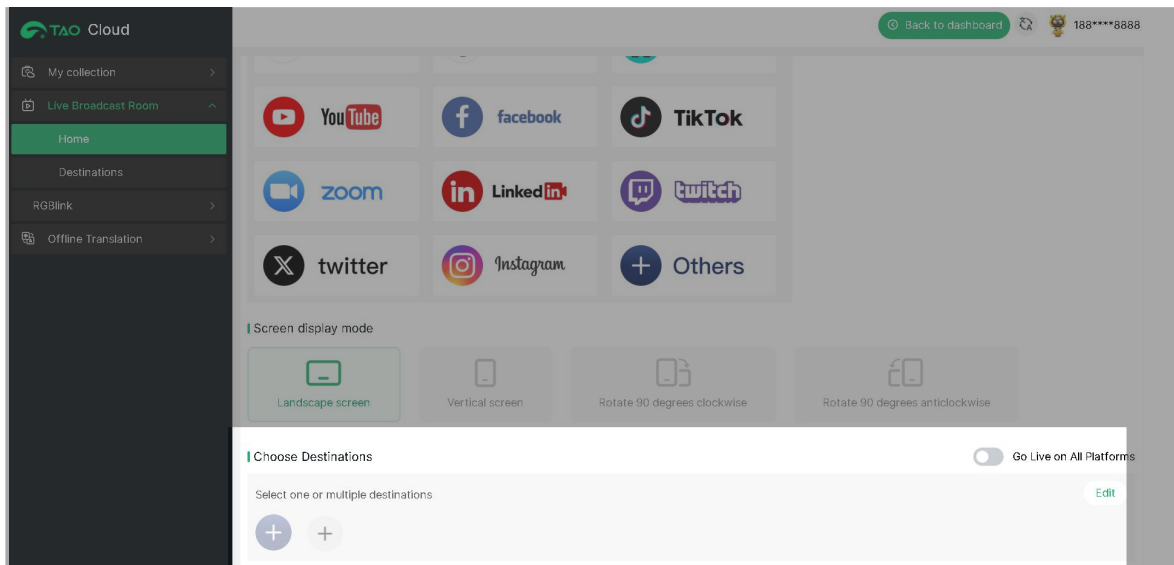 TAO Cloud
Back to dashboard
188****8888
My collection
Live Broadcast Room
Home
Destinations
RGBlink
Offline Translation
YouTube
facebook
TikTok
zoom
Linked in
twitch
twitter
Instagram
Others
Screen display mode
Landscape screen
Vertical screen
Rotate 90 degrees clockwise
Rotate 90 degrees anticlockwise
Choose Destinations
Go Live on All Platforms
Select one or multiple destinations
Edit